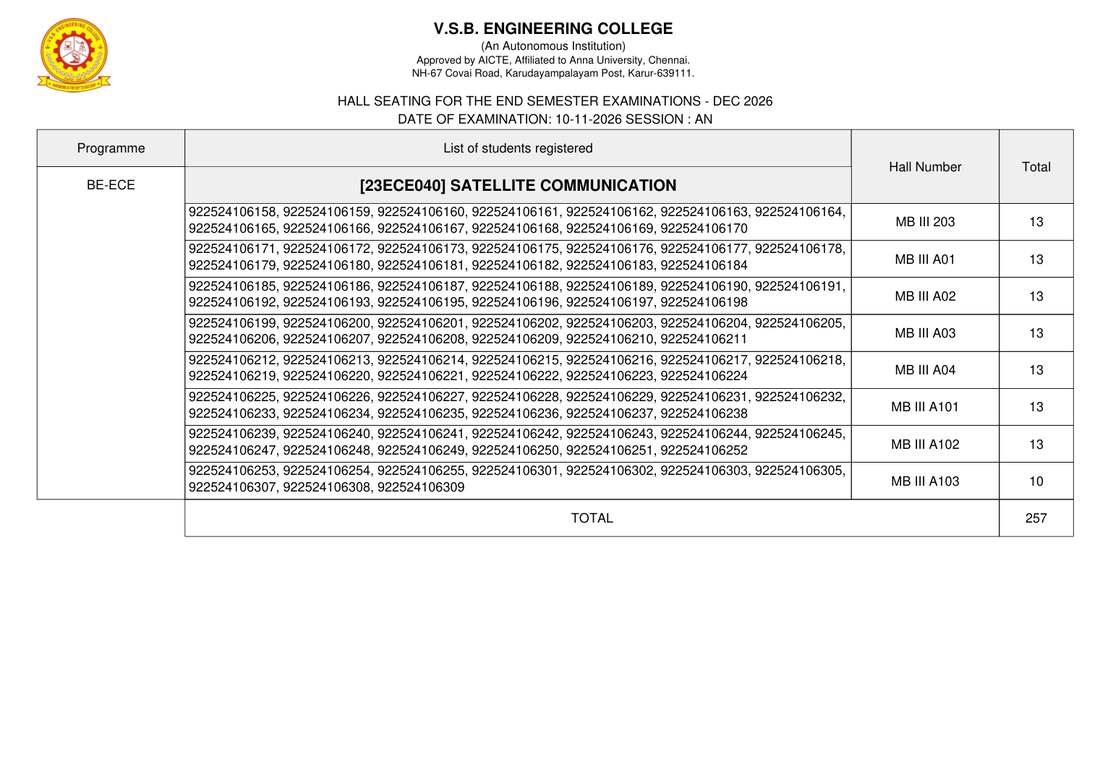 V.S.B. ENGINEERING COLLEGE
(An Autonomous Institution)
Approved by AICTE, Affiliated to Anna University, Chennai.
NH-67 Covai Road, Karudayampalayam Post, Karur-639111.
HALL SEATING FOR THE END SEMESTER EXAMINATIONS - DEC 2026
DATE OF EXAMINATION: 10-11-2026 SESSION : AN
Programme
List of students registered
Hall Number
Total
BE-ECE
[23ECE040] SATELLITE COMMUNICATION
922524106158, 922524106159, 922524106160, 922524106161, 922524106162, 922524106163, 922524106164,
922524106165, 922524106166, 922524106167, 922524106168, 922524106169, 922524106170
MB III 203
13
922524106171, 922524106172, 922524106173, 922524106175, 922524106176, 922524106177, 922524106178,
922524106179, 922524106180, 922524106181, 922524106182, 922524106183, 922524106184
MB III A01
13
922524106185, 922524106186, 922524106187, 922524106188, 922524106189, 922524106190, 922524106191,
922524106192, 922524106193, 922524106195, 922524106196, 922524106197, 922524106198
MB III A02
13
922524106199, 922524106200, 922524106201, 922524106202, 922524106203, 922524106204, 922524106205,
922524106206, 922524106207, 922524106208, 922524106209, 922524106210, 922524106211
MB III A03
13
922524106212, 922524106213, 922524106214, 922524106215, 922524106216, 922524106217, 922524106218,
922524106219, 922524106220, 922524106221, 922524106222, 922524106223, 922524106224
MB III A04
13
922524106225, 922524106226, 922524106227, 922524106228, 922524106229, 922524106231, 922524106232,
922524106233, 922524106234, 922524106235, 922524106236, 922524106237, 922524106238
MB III A101
13
922524106239, 922524106240, 922524106241, 922524106242, 922524106243, 922524106244, 922524106245,
922524106247, 922524106248, 922524106249, 922524106250, 922524106251, 922524106252
MB III A102
13
922524106253, 922524106254, 922524106255, 922524106301, 922524106302, 922524106303, 922524106305,
922524106307, 922524106308, 922524106309
MB III A103
10
TOTAL
257